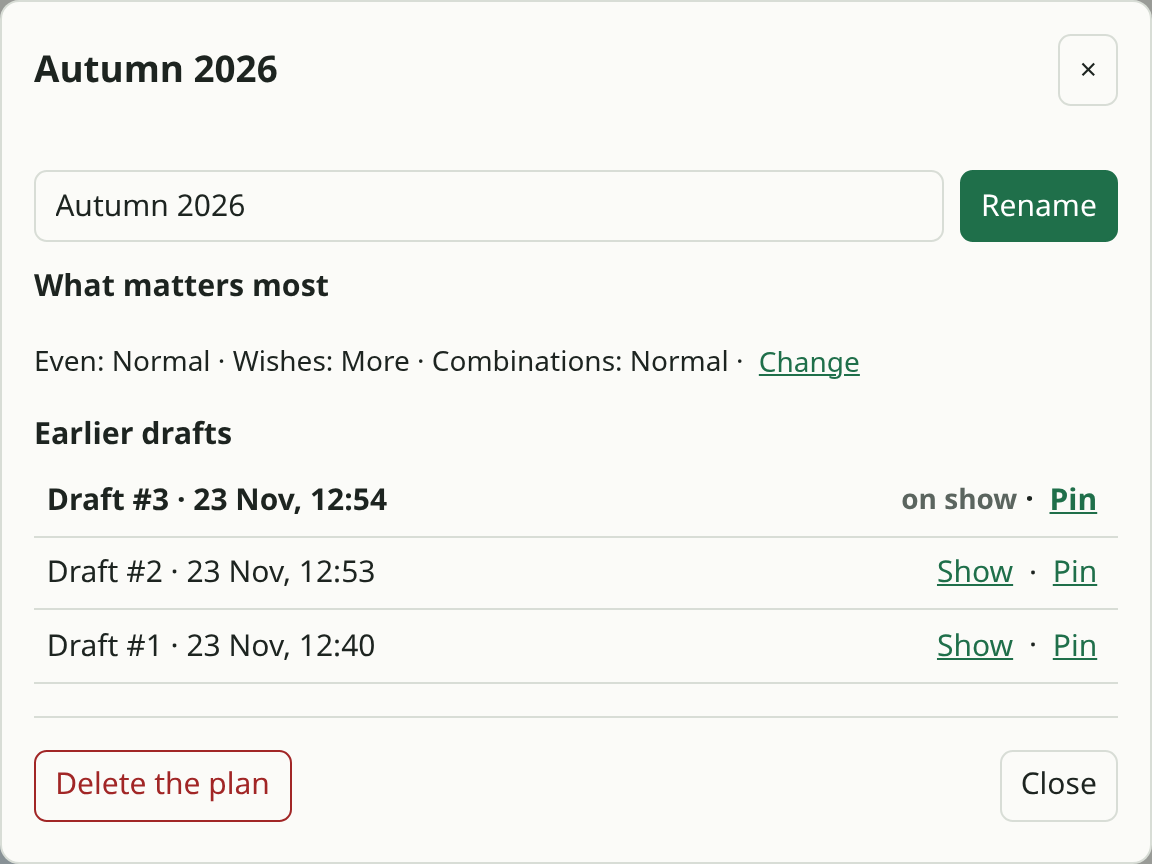 Autumn 2026
×
Autumn 2026 Rename
What matters most
Even: Normal · Wishes: More · Combinations: Normal · Change
Earlier drafts
Draft #3 · 23 Nov, 12:54 on show · Pin
Draft #2 · 23 Nov, 12:53 Show · Pin
Draft #1 · 23 Nov, 12:40 Show · Pin
Delete the plan Close